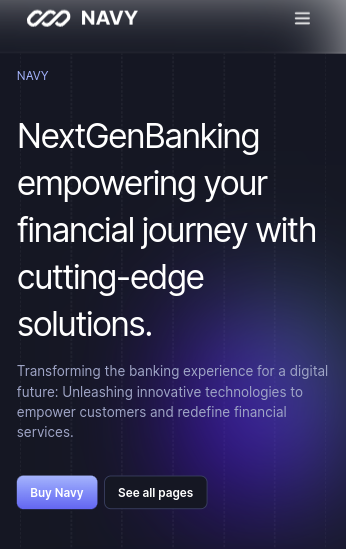 NAVY
NAVY
NextGenBanking
empowering your
financial journey with
cutting-edge
solutions.
Transforming the banking experience for a digital
future: Unleashing innovative technologies to
empower customers and redefine financial
services.
Buy Navy
See all pages